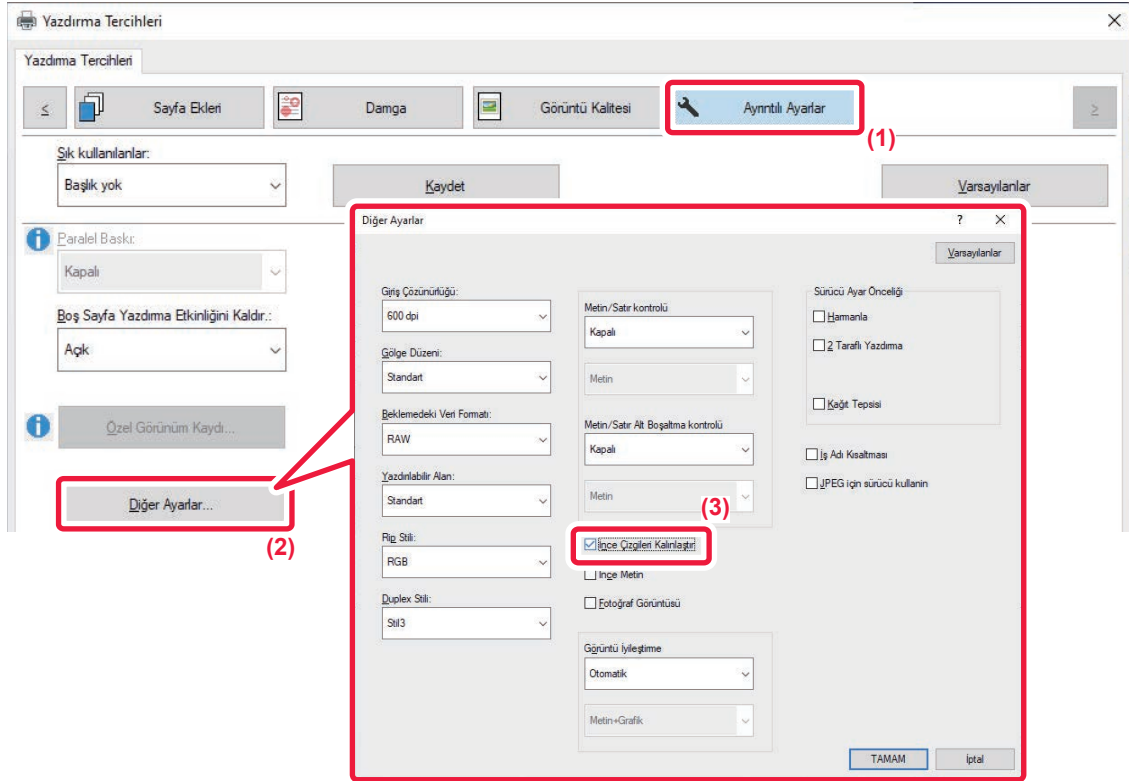 Yazdırma Tercihleri
Yazdırma Tercihleri
<
Sayfa Ekleri
Damga
Görüntü Kalitesi
Ayrıntılı Ayarlar
>
(1)
Sık kullanılanlar:
Başlık yok
Kaydet
Varsayılanlar
Paralel Baskı:
Kapalı
Boş Sayfa Yazdırma Etkinliğini Kaldır.:
Açık
Özel Görünüm Kaydı...
Diğer Ayarlar...
(2)
Diğer Ayarlar
?
Varsayılanlar
Giriş Çözünürlüğü:
600 dpi
Gölge Düzeni:
Standart
Beklemedeki Veri Formatı:
RAW
Yazdırılabilir Alan:
Standart
Rip Stili:
RGB
Duplex Stili:
Stil3
Metin/Satır kontrolü
Kapalı
Metin
Metin/Satır Alt Boşaltma kontrolü
Kapalı
Metin
(3)
İnce Çizgileri Kalınlaştır
İnce Metin
Fotoğraf Görüntüsü
Görüntü İyileştirme
Otomatik
Metin+Grafik
Sürücü Ayar Önceliği
Harmanla
2 Taraflı Yazdırma
Kağıt Tepsisi
İş Adı Kısaltması
JPEG için sürücü kullanin
TAMAM
İptal